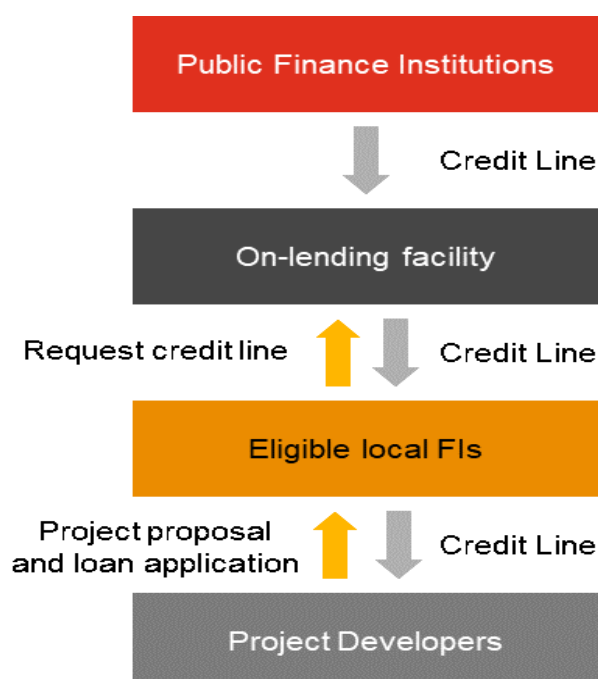 Public Finance Institutions
Credit Line
On-lending facility
Request credit line
Credit Line
Eligible local FIs
Project proposal
and loan application
Credit Line
Project Developers